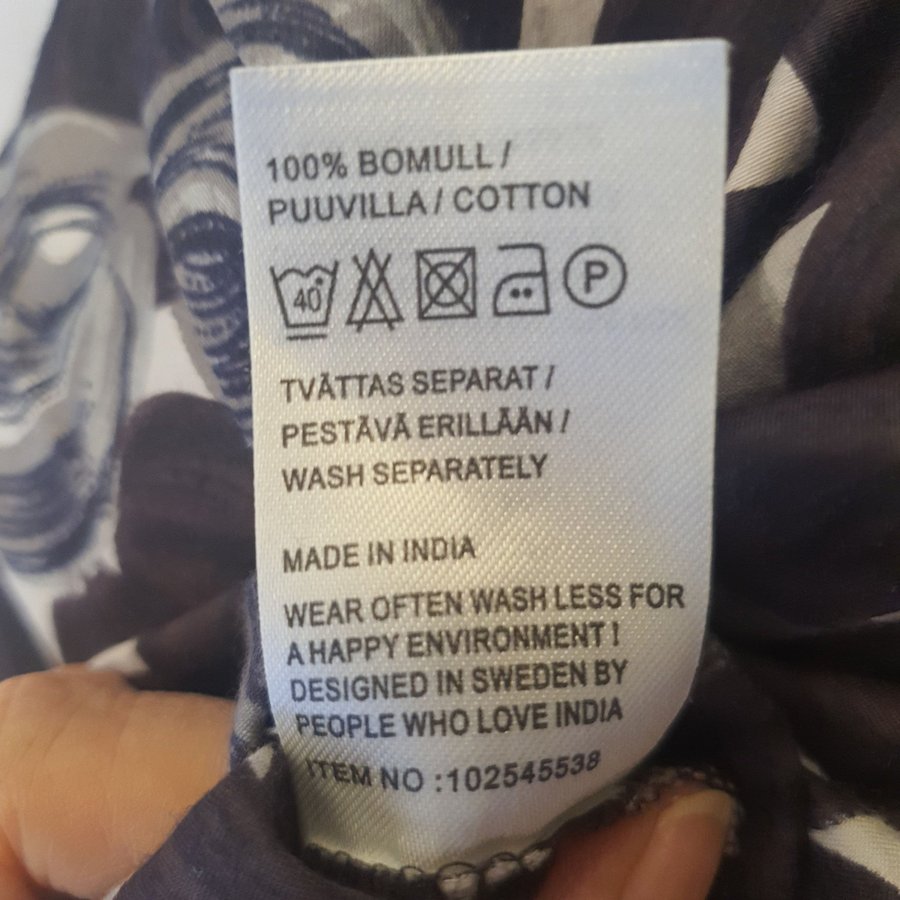 100% BOMULL /
PUUVILLA / COTTON
40° P
TVÄTTAS SEPARAT /
PESTÄVÄ ERILLÄÄN /
WASH SEPARATELY
MADE IN INDIA
WEAR OFTEN WASH LESS FOR
A HAPPY ENVIRONMENT !
DESIGNED IN SWEDEN BY
PEOPLE WHO LOVE INDIA
ITEM NO :102545538